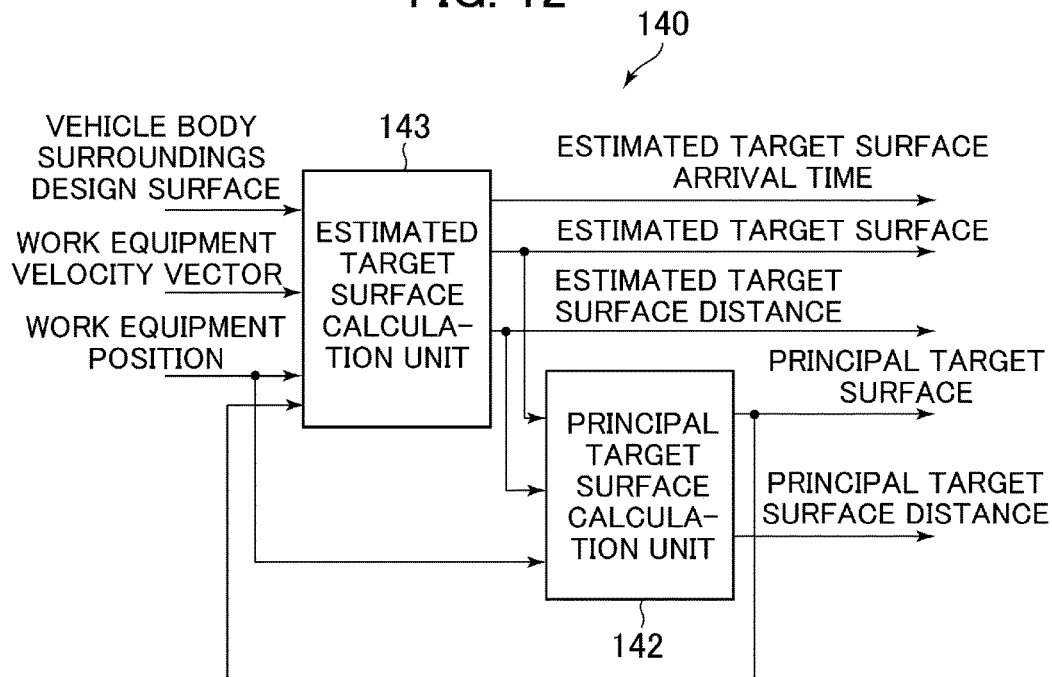 FIG. 12
140
VEHICLE BODY
SURROUNDINGS
DESIGN SURFACE
WORK EQUIPMENT
VELOCITY VECTOR
WORK EQUIPMENT
POSITION
143
ESTIMATED
TARGET
SURFACE
CALCULA-
TION UNIT
ESTIMATED TARGET SURFACE
ARRIVAL TIME
ESTIMATED TARGET SURFACE
ESTIMATED TARGET
SURFACE DISTANCE
PRINCIPAL TARGET
SURFACE
PRINCIPAL
TARGET
SURFACE
CALCULA-
TION UNIT
PRINCIPAL TARGET
SURFACE DISTANCE
142